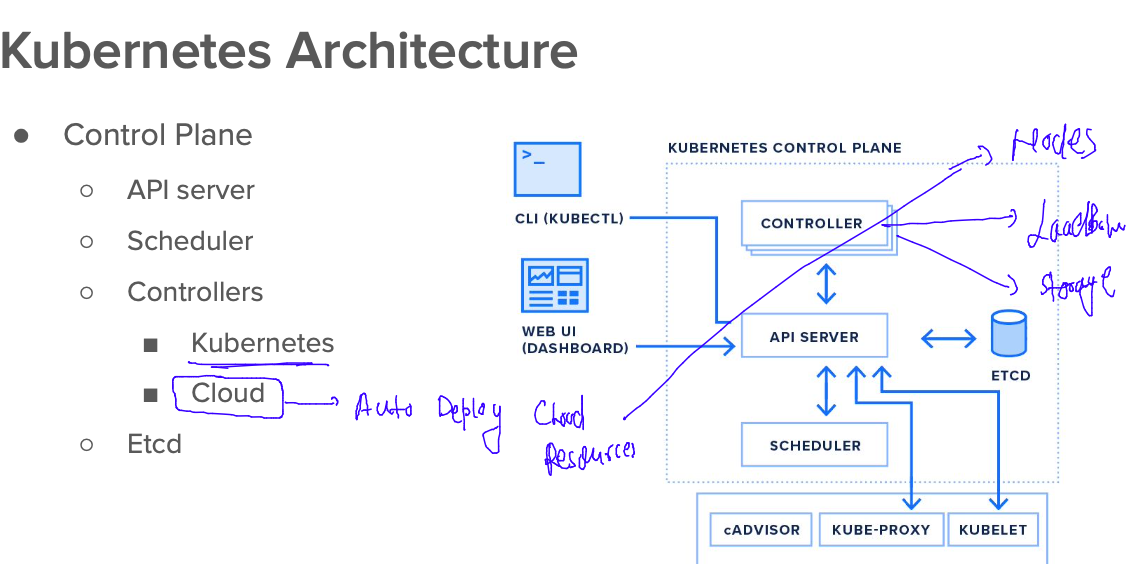 Kubernetes Architecture
● Control Plane
○ API server
○ Scheduler
○ Controllers
■ Kubernetes
■ Cloud
Auto Deploy Cloud
Resources
○ Etcd
KUBERNETES CONTROL PLANE
Nodes
>_
CLI (KUBECTL)
CONTROLLER
Storage
WEB UI
(DASHBOARD)
API SERVER
ETCD
SCHEDULER
cADVISOR
KUBE-PROXY
KUBELET